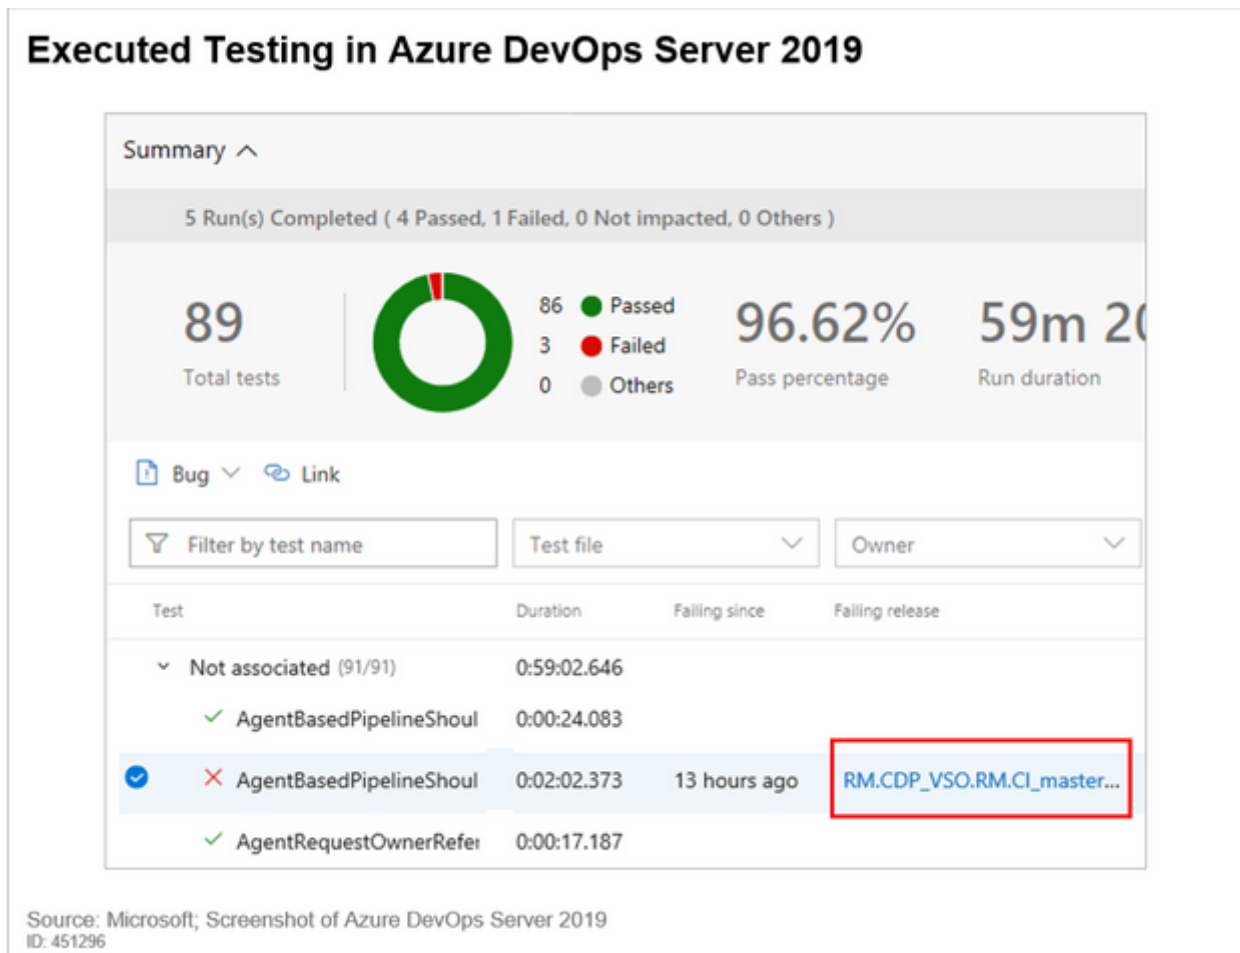 Executed Testing in Azure DevOps Server 2019
Summary
5 Run(s) Completed ( 4 Passed, 1 Failed, 0 Not impacted, 0 Others )
89
Total tests
86 Passed
3 Failed
0 Others
96.62%
Pass percentage
59m 20
Run duration
Bug Link
Filter by test name Test file Owner
Test Duration Failing since Failing release
Not associated (91/91) 0:59:02.646
AgentBasedPipelineShoul 0:00:24.083
AgentBasedPipelineShoul 0:02:02.373 13 hours ago RM.CDP_VSO.RM.CI_master...
AgentRequestOwnerRefer 0:00:17.187
Source: Microsoft; Screenshot of Azure DevOps Server 2019
ID: 451296